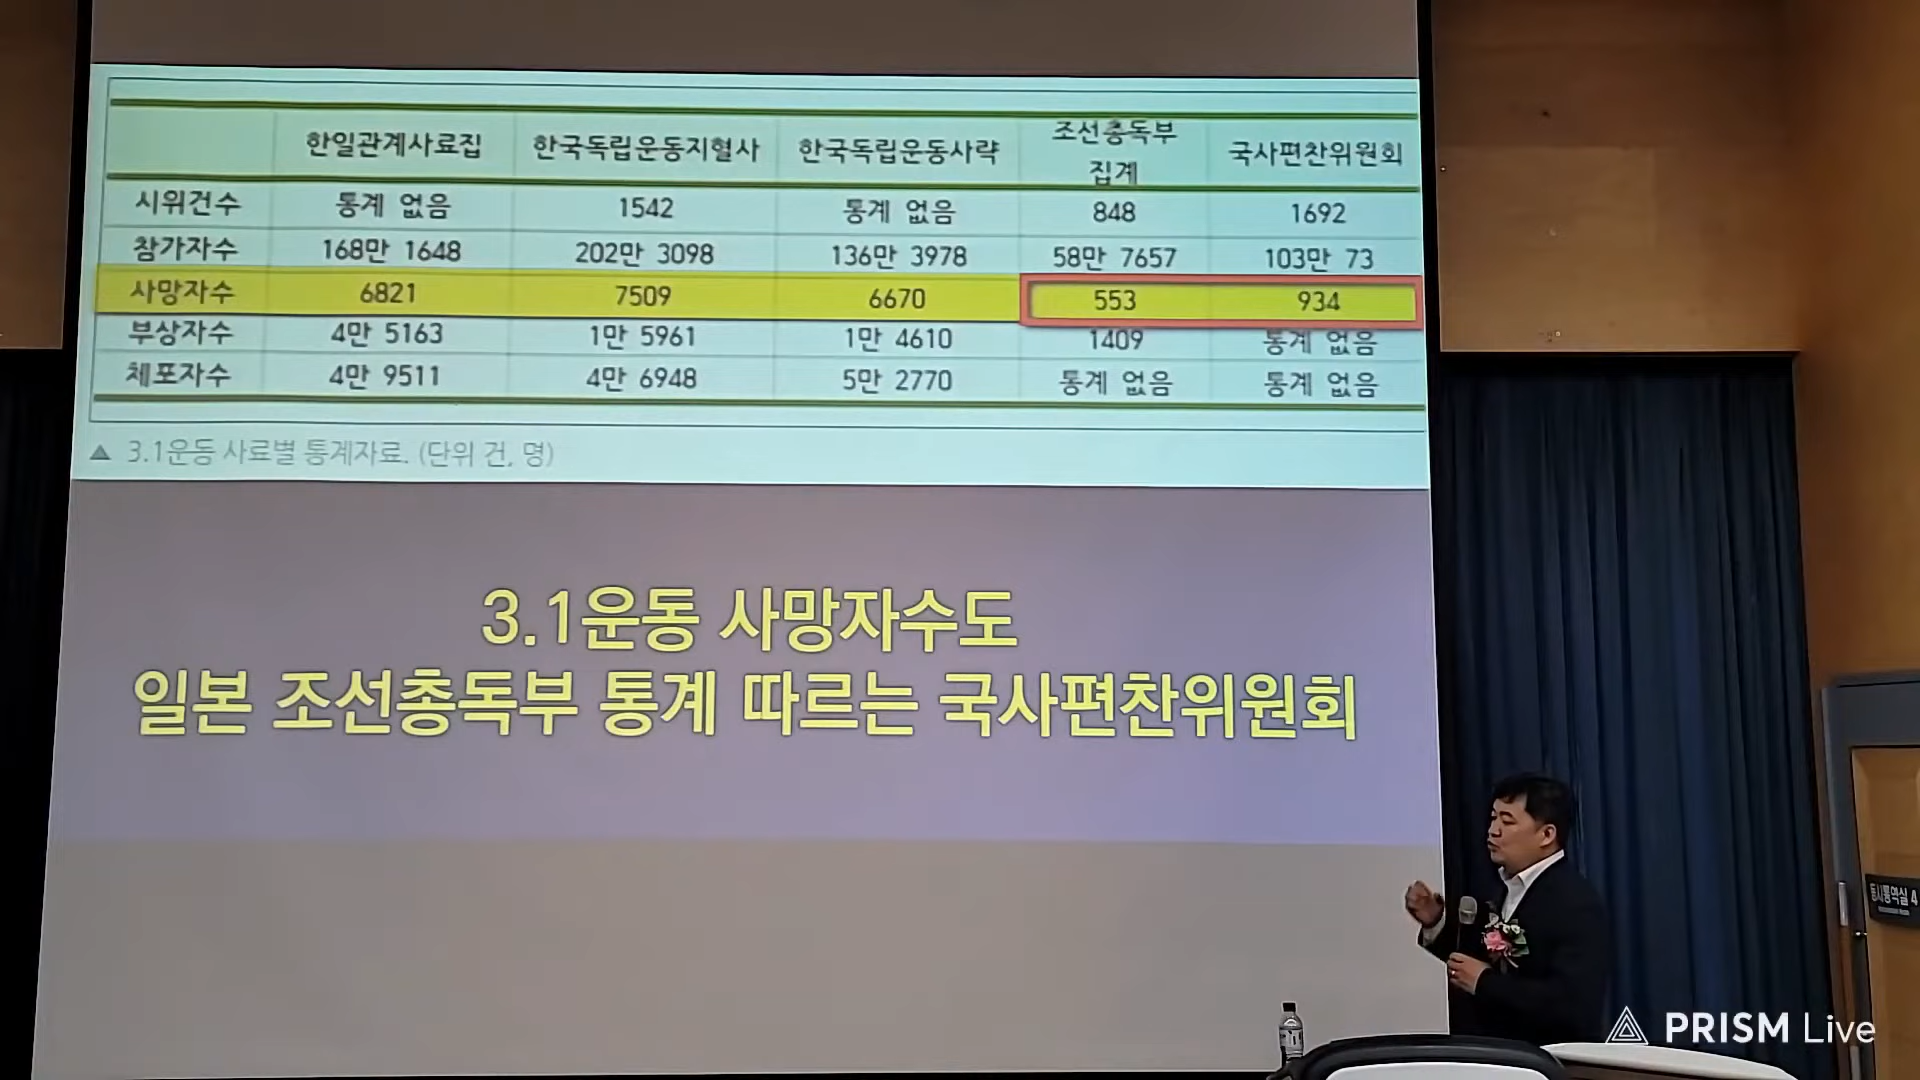 한일관계사료집 한국독립운동지혈사 한국독립운동사략 조선총독부 집계 국사편찬위원회
시위건수 통계 없음 1542 통계 없음 848 1692
참가자수 168만 1648 202만 3098 136만 3978 58만 7657 103만 73
사망자수 6821 7509 6670 553 934
부상자수 4만 5163 1만 5961 1만 4610 1409 통계 없음
체포자수 4만 9511 4만 6948 5만 2770 통계 없음 통계 없음
▲ 3.1운동 사료별 통계자료. (단위 건, 명)
3.1운동 사망자수도
일본 조선총독부 통계 따르는 국사편찬위원회
동시통역실 4
PRISM Live